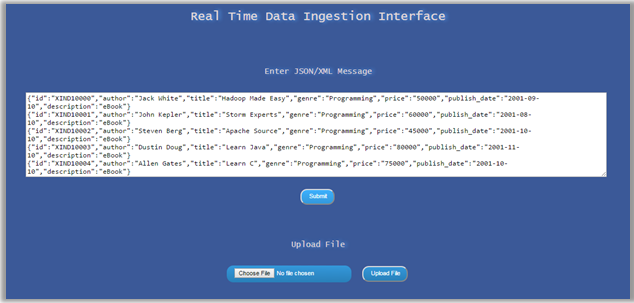 Real Time Data Ingestion Interface
Enter JSON/XML Message
{"id":"XIND10000","author":"Jack White","title":"Hadoop Made Easy","genre":"Programming","price":"50000","publish_date":"2001-09-
10","description":"eBook"}
{"id":"XIND10001","author":"John Kepler","title":"Storm Experts","genre":"Programming","price":"60000","publish_date":"2001-08-
10","description":"eBook"}
{"id":"XIND10002","author":"Steven Berg","title":"Apache Source","genre":"Programming","price":"45000","publish_date":"2001-10-
10","description":"eBook"}
{"id":"XIND10003","author":"Dustin Doug","title":"Learn Java","genre":"Programming","price":"80000","publish_date":"2001-11-
10","description":"eBook"}
{"id":"XIND10004","author":"Allen Gates","title":"Learn C","genre":"Programming","price":"75000","publish_date":"2001-10-
10","description":"eBook"}
Submit
Upload File
Choose File No file chosen Upload File